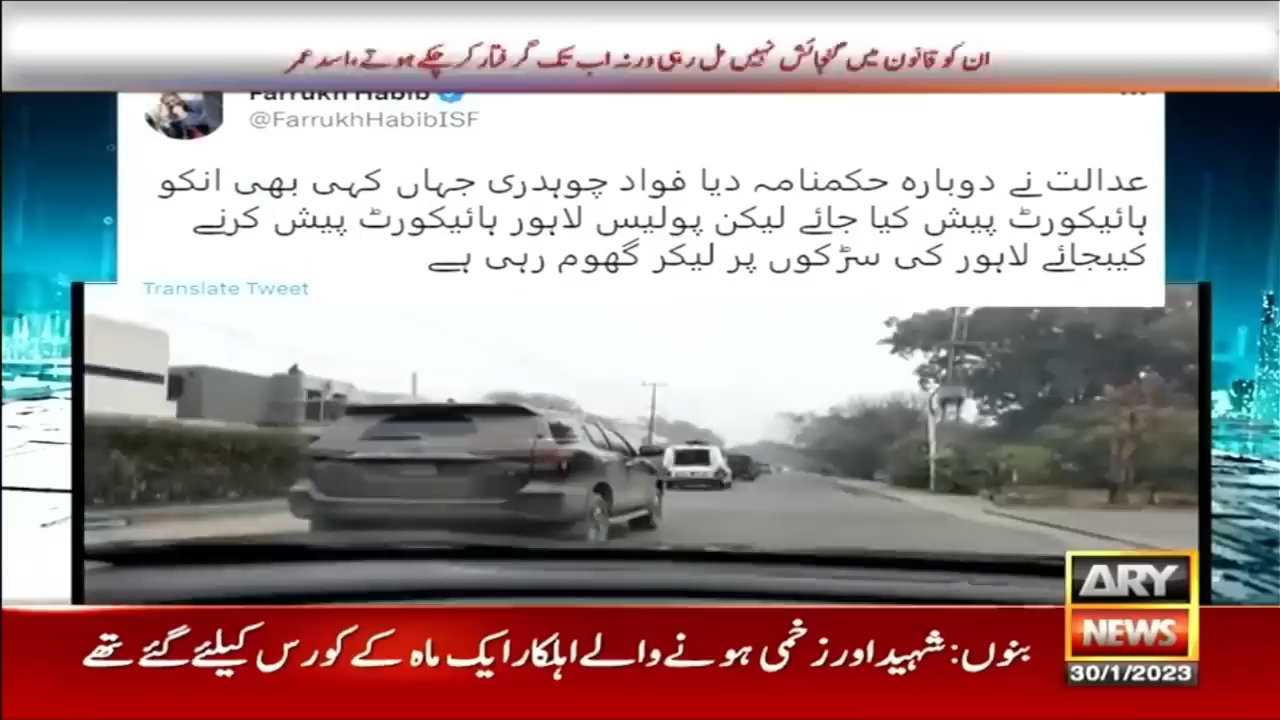 ان کو قانون میں گنجائش نہیں مل رہی ورنہ اب تک گرفتار کر چکے ہوتے، اسد عمر
Farrukh Habib
@FarrukhHabibISF
عدالت نے دوبارہ حکمنامہ دیا فواد چوہدری جہاں کہی بھی انکو
ہائیکورٹ پیش کیا جائے لیکن پولیس لاہور ہائیکورٹ پیش کرنے
کیبجائے لاہور کی سڑکوں پر لیکر گھوم رہی ہے
Translate Tweet
ARY
NEWS
بنوں: شہید اور زخمی ہونے والے اہلکار ایک ماہ کے کورس کیلئے گئے تھے
30/1/2023